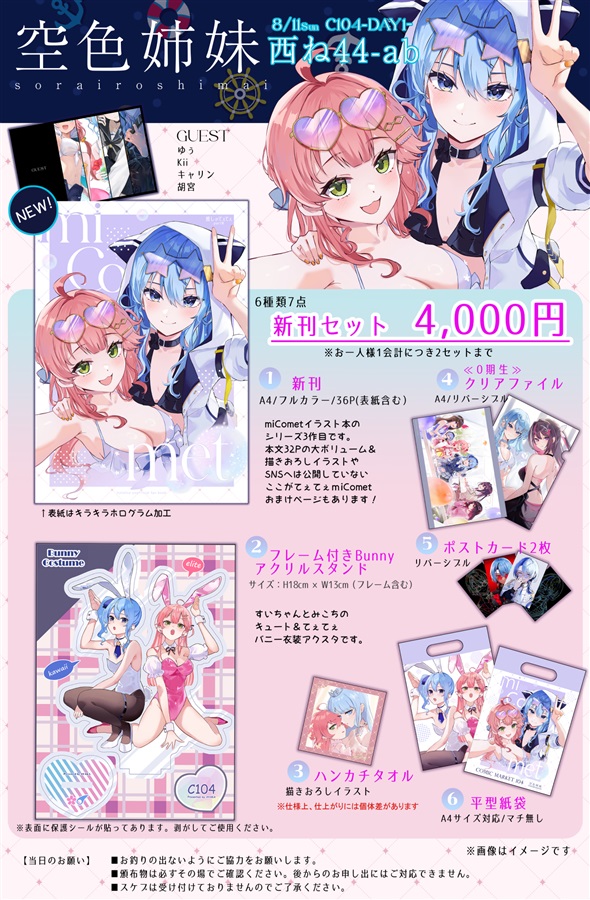 空色姉妹
sorairoshimai
8/11sun C104-DAY1-
西ね44-ab
GUEST
ゆぅ
Kii
キャリン
胡宮
NEW!
mi
Co
met
↑表紙はキラキラホログラム加工
6種類7点
新刊セット 4,000円
※お一人様1会計につき2セットまで
1 新刊
A4/フルカラー/36P(表紙含む)
miCometイラスト本の
シリーズ3作目です。
本文32Pの大ボリューム&
描きおろしイラストや
SNSへは公開していない
ここがてぇてぇmiComet
おまけページもあります!
4 ≪0期生≫
クリアファイル
A4/リバーシブル
Bunny
Costume
elite
kawaii
C104
2 フレーム付きBunny
アクリルスタンド
サイズ:H18cm × W13cm (フレーム含む)
すいちゃんとみこちの
キュート&てぇてぇ
バニー衣装アクスタです。
5 ポストカード2枚
リバーシブル
3 ハンカチタオル
描きおろしイラスト
※仕様上、仕上がりには個体差があります
mi
Co
met
COMIC MARKET 104
6 平型紙袋
A4サイズ対応/マチ無し
※表面に保護シールが貼ってあります。剥がしてご使用ください。
※画像はイメージです
【当日のお願い】
■お釣りの出ないようにご協力をお願いします。
■頒布物は必ずその場でご確認ください。後からのお申し出にはご対応できません。
■スケブは受け付けておりませんのでご了承ください。